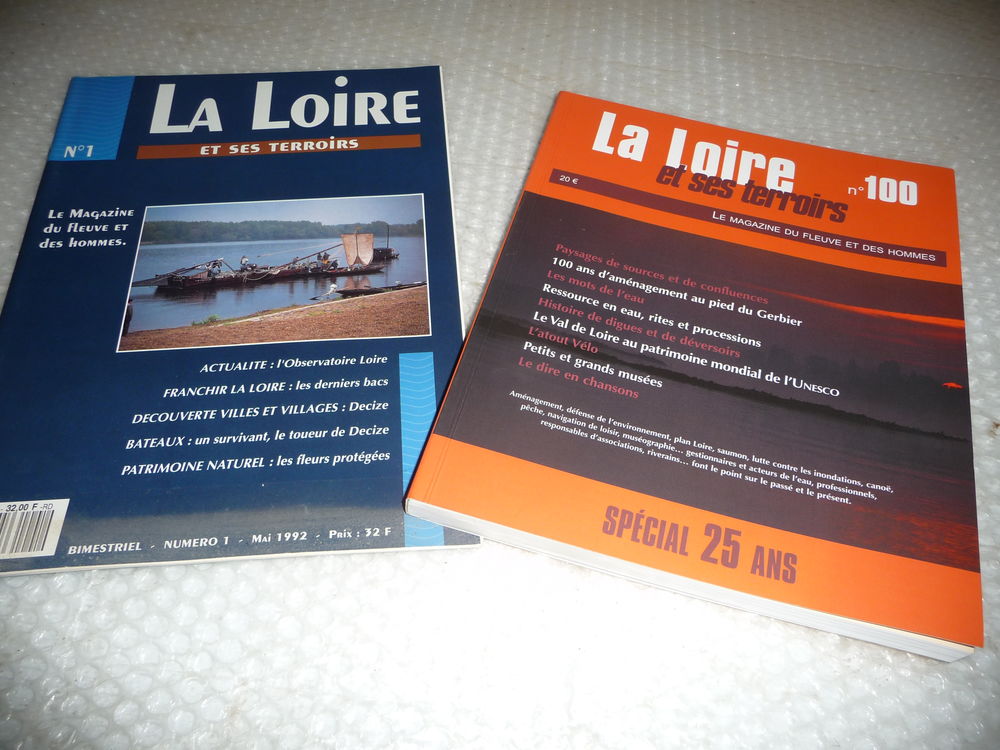 LA LOIRE
ET SES TERROIRS
N°1
LE MAGAZINE
DU FLEUVE ET
DES HOMMES.
ACTUALITE : l'Observatoire Loire
FRANCHIR LA LOIRE : les derniers bacs
DECOUVERTE VILLES ET VILLAGES : Decize
BATEAUX : un survivant, le toueur de Decize
PATRIMOINE NATUREL : les fleurs protégées
32,00 F -RD
BIMESTRIEL - NUMERO 1 - MAI 1992 - PRIX : 32 F
La Loire
et ses terroirs
n°100
20 €
LE MAGAZINE DU FLEUVE ET DES HOMMES
Paysages de sources et de confluences
100 ans d'aménagement au pied du Gerbier
Les mots de l'eau
Ressource en eau, rites et processions
Histoire de digues et de déversoirs
Le Val de Loire au patrimoine mondial de l'UNESCO
L'atout Vélo
Petits et grands musées
Le dire en chansons
Aménagement, défense de l'environnement, plan Loire, saumon, lutte contre les inondations, canoë,
pêche, navigation de loisir, muséographie... gestionnaires et acteurs de l'eau, professionnels,
responsables d'associations, riverains... font le point sur le passé et le présent.
SPÉCIAL 25 ANS